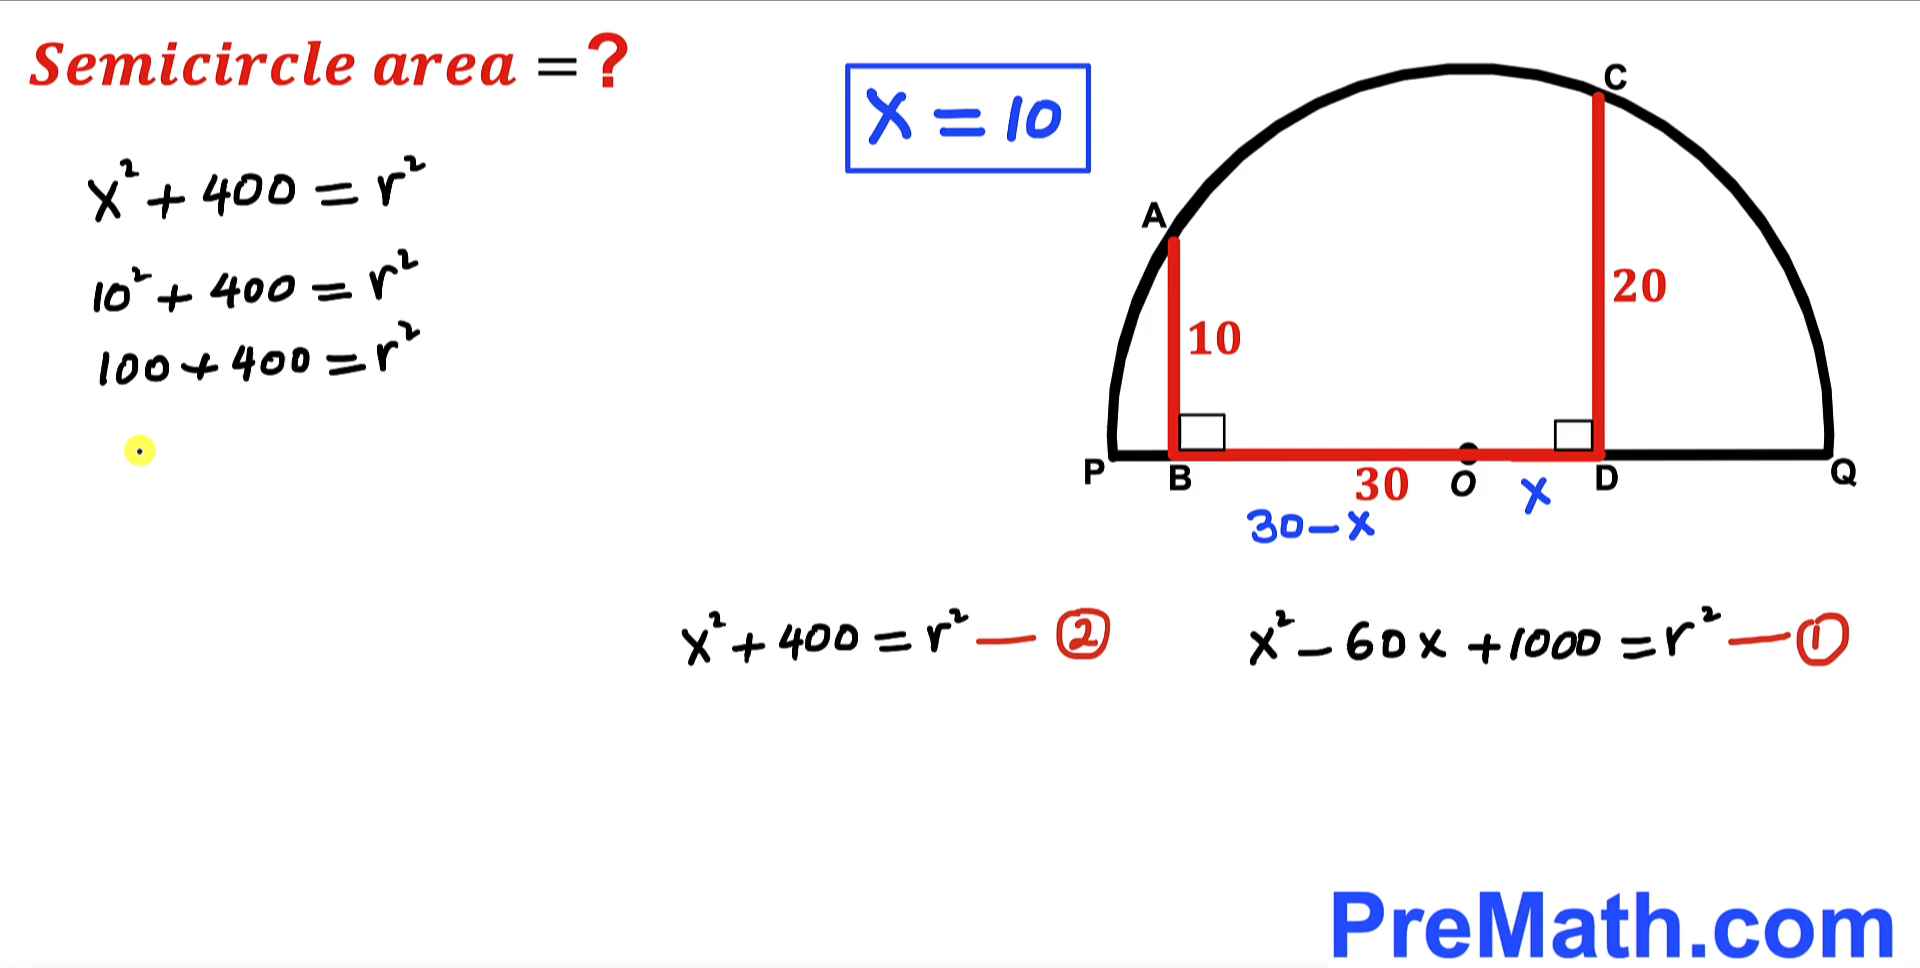 Semicircle area = ?
x² + 400 = r²
10² + 400 = r²
100 + 400 = r²
x = 10
C
A
20
10
P
B
30
O
x
D
Q
30 - x
x² + 400 = r² — ②
x² - 60x + 1000 = r² — ①
PreMath.com